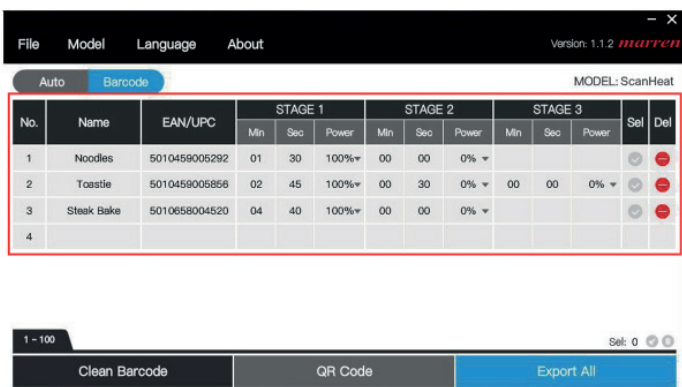 File Model Language About Version: 1.1.2 marren
Auto Barcode MODEL: ScanHeat
No. Name EAN/UPC STAGE 1 STAGE 2 STAGE 3 Sel Del
Min Sec Power Min Sec Power Min Sec Power
1 Noodles 5010459005292 01 30 100% 00 00 0%
2 Toastie 5010459005856 02 45 100% 00 30 0% 00 00 0%
3 Steak Bake 5010658004520 04 40 100% 00 00 0%
4
1 - 100 Sel: 0
Clean Barcode QR Code Export All